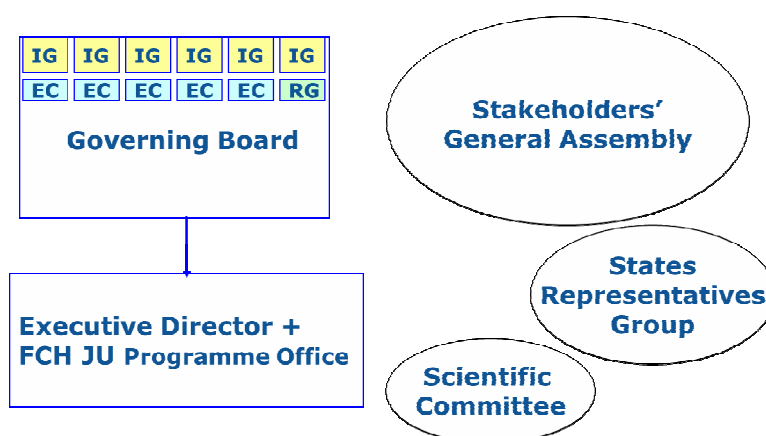 IG IG IG IG IG IG
EC EC EC EC EC RG
Governing Board
Executive Director +
FCH JU Programme Office
Stakeholders’
General Assembly
States
Representatives
Group
Scientific
Committee